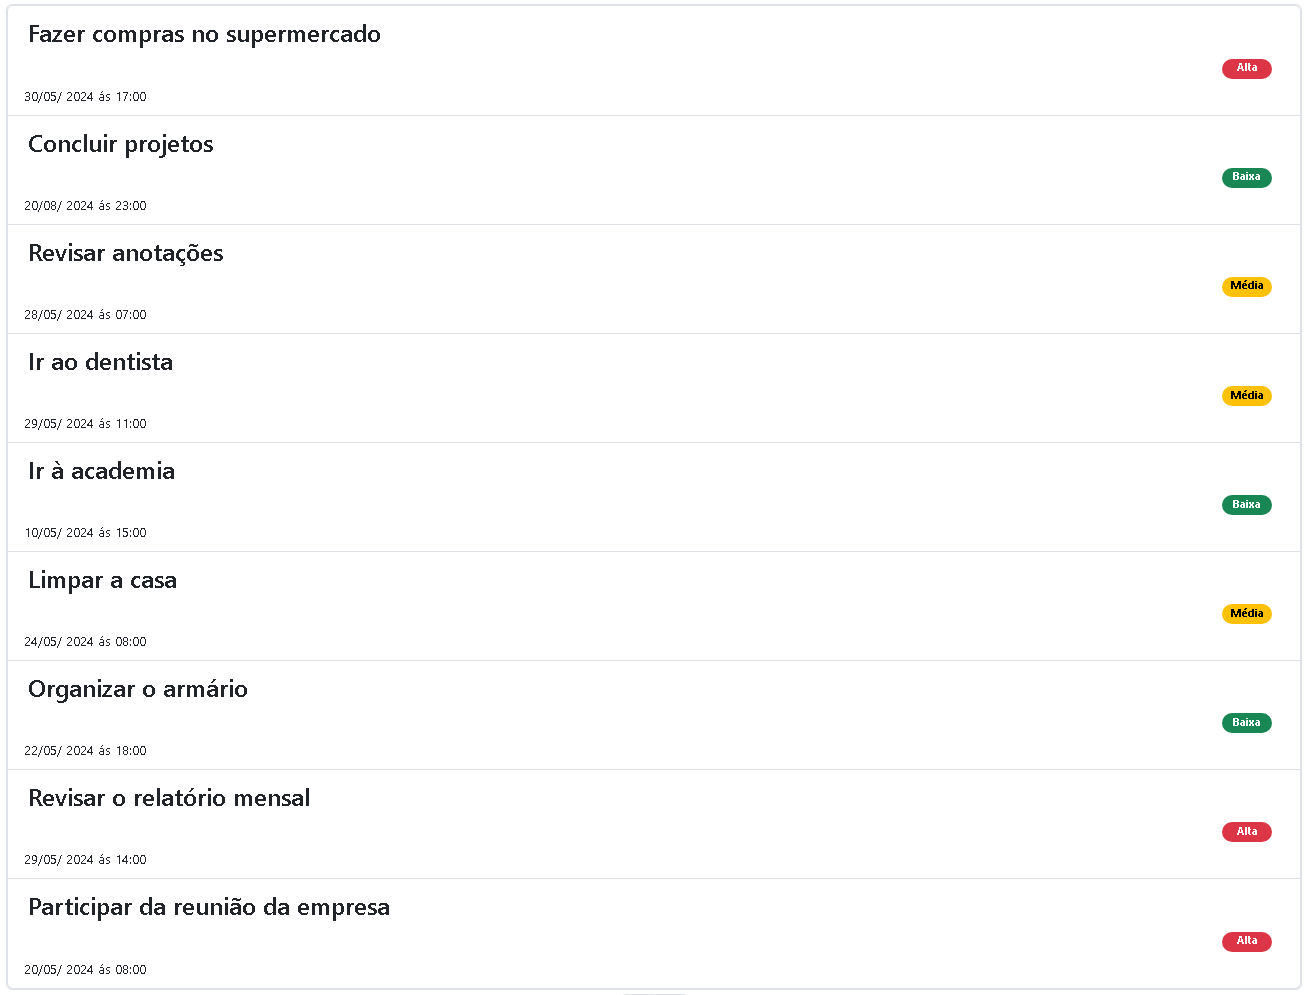 Fazer compras no supermercado
Alta
30/05/ 2024 ás 17:00
Concluir projetos
Baixa
20/08/ 2024 ás 23:00
Revisar anotações
Média
28/05/ 2024 ás 07:00
Ir ao dentista
Média
29/05/ 2024 ás 11:00
Ir à academia
Baixa
10/05/ 2024 ás 15:00
Limpar a casa
Média
24/05/ 2024 ás 08:00
Organizar o armário
Baixa
22/05/ 2024 ás 18:00
Revisar o relatório mensal
Alta
29/05/ 2024 ás 14:00
Participar da reunião da empresa
Alta
20/05/ 2024 ás 08:00